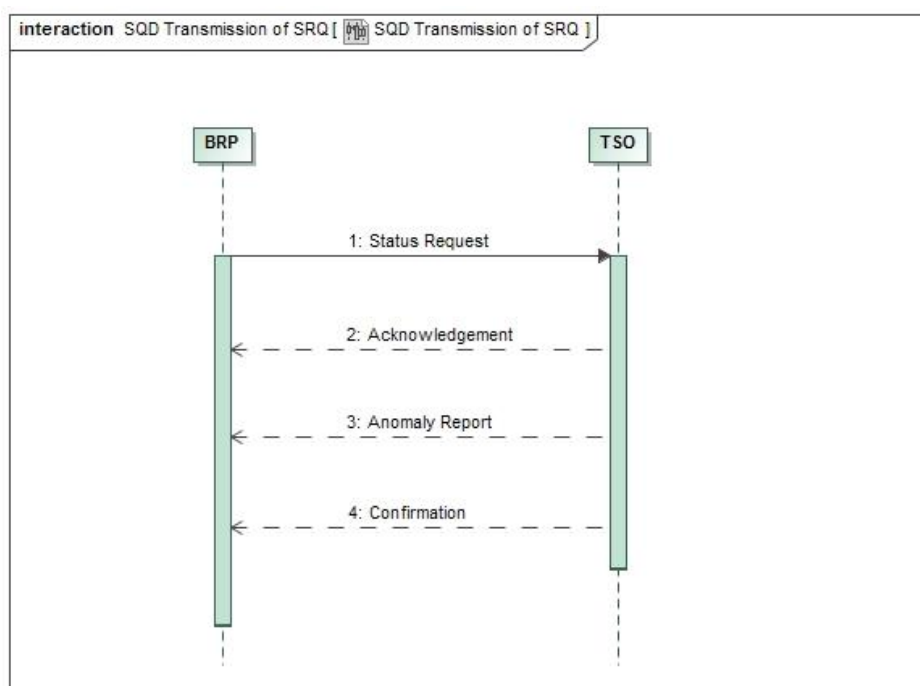 interaction SQD Transmission of SRQ [ SQD Transmission of SRQ ]
BRP
TSO
1: Status Request
2: Acknowledgement
3: Anomaly Report
4: Confirmation